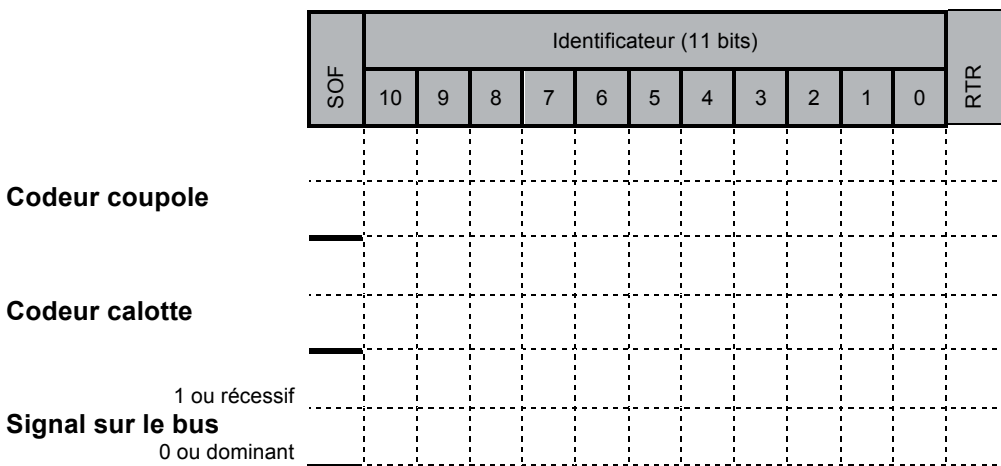 SOF
Identificateur (11 bits)
RTR
10 9 8 7 6 5 4 3 2 1 0
Codeur coupole
Codeur calotte
1 ou récessif
Signal sur le bus
0 ou dominant